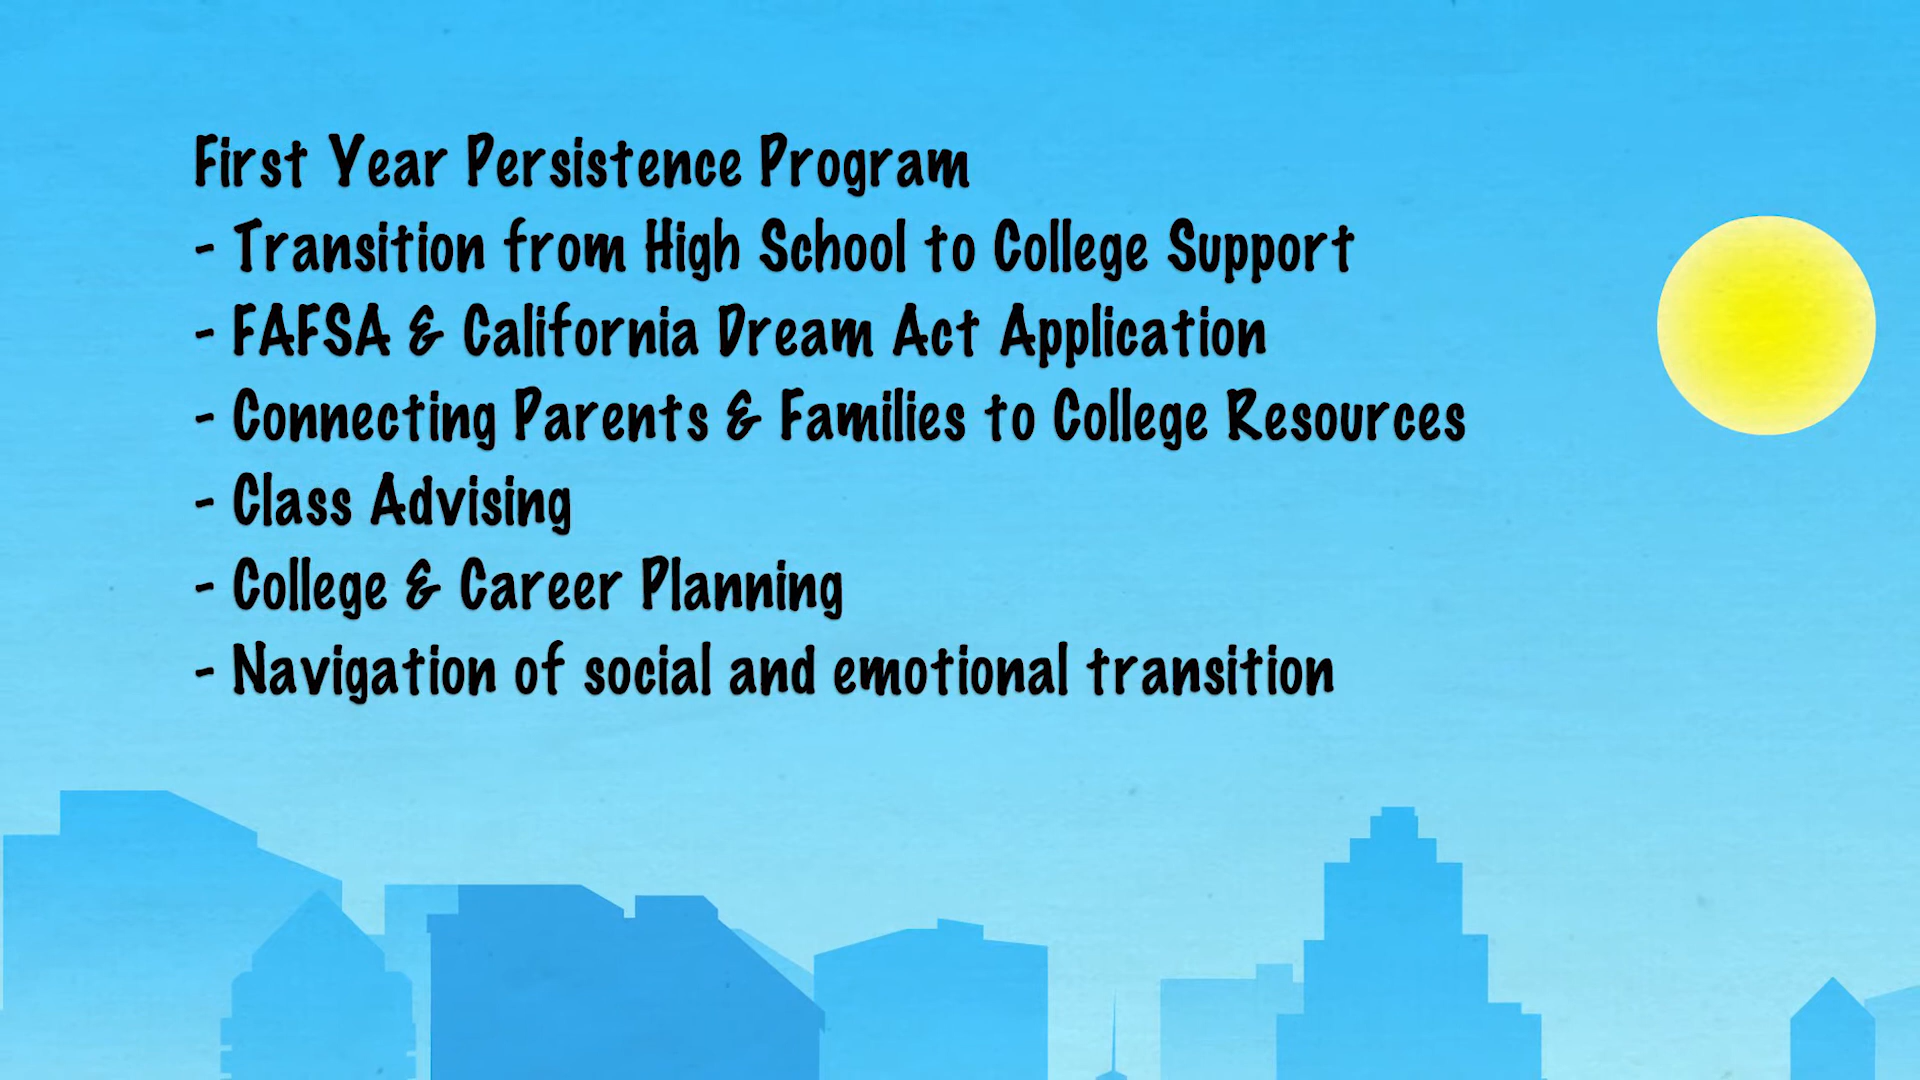 First Year Persistence Program
- Transition from High School to College Support
- FAFSA & California Dream Act Application
- Connecting Parents & Families to College Resources
- Class Advising
- College & Career Planning
- Navigation of social and emotional transition